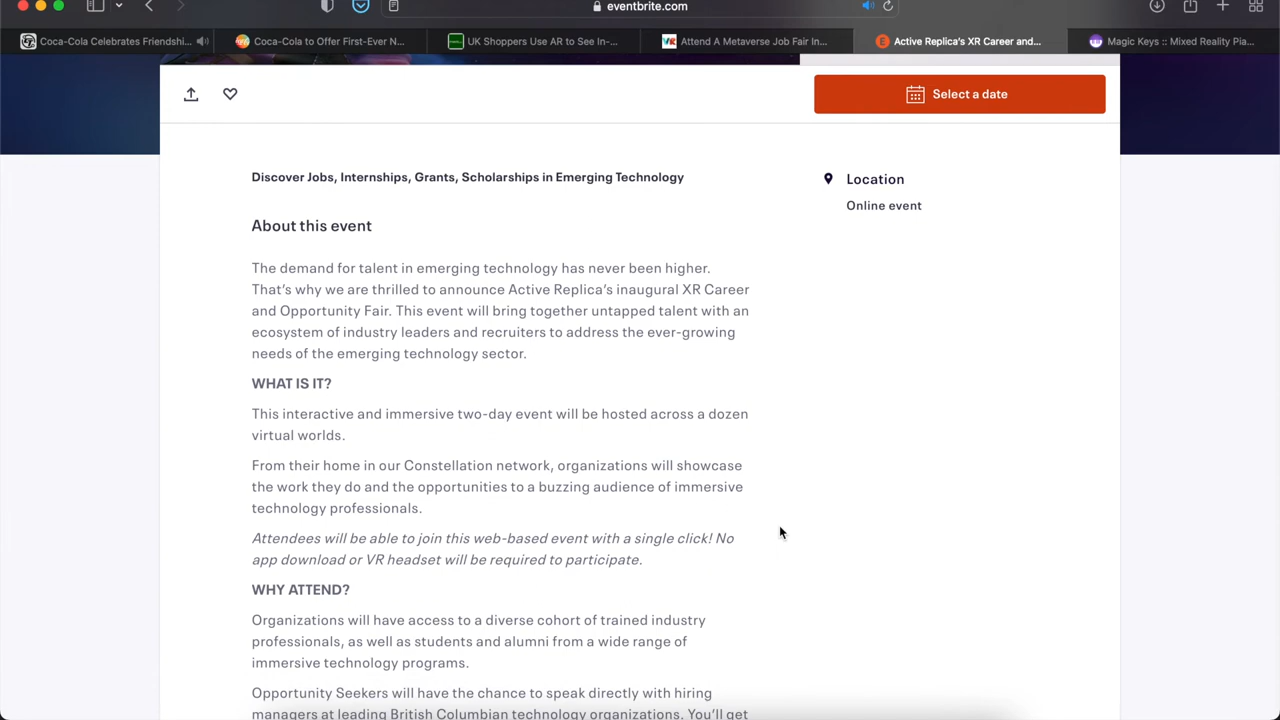 eventbrite.com
Coca-Cola Celebrates Friendshi...
Coca-Cola to Offer First-Ever N...
UK Shoppers Use AR to See In-...
Attend A Metaverse Job Fair In...
Active Replica's XR Career and...
Magic Keys :: Mixed Reality Pia...
Select a date
Discover Jobs, Internships, Grants, Scholarships in Emerging Technology
Location
Online event
About this event
The demand for talent in emerging technology has never been higher.
That's why we are thrilled to announce Active Replica's inaugural XR Career
and Opportunity Fair. This event will bring together untapped talent with an
ecosystem of industry leaders and recruiters to address the ever-growing
needs of the emerging technology sector.
WHAT IS IT?
This interactive and immersive two-day event will be hosted across a dozen
virtual worlds.
From their home in our Constellation network, organizations will showcase
the work they do and the opportunities to a buzzing audience of immersive
technology professionals.
Attendees will be able to join this web-based event with a single click! No
app download or VR headset will be required to participate.
WHY ATTEND?
Organizations will have access to a diverse cohort of trained industry
professionals, as well as students and alumni from a wide range of
immersive technology programs.
Opportunity Seekers will have the chance to speak directly with hiring
managers at leading British Columbian technology organizations. You'll get